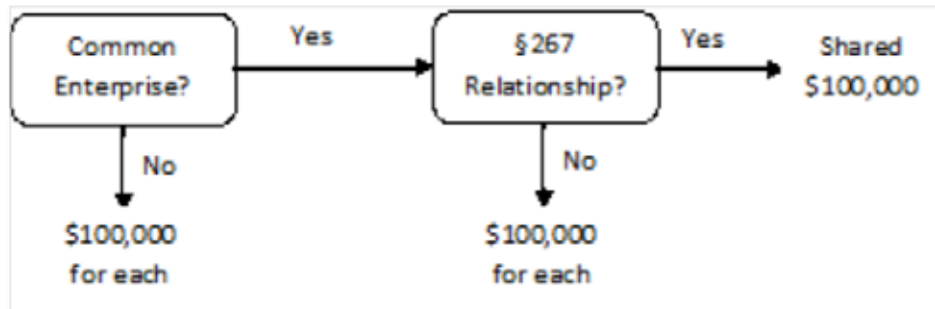 Common
Enterprise?
Yes
§267
Relationship?
Yes
Shared
$100,000
No
$100,000
for each
No
$100,000
for each